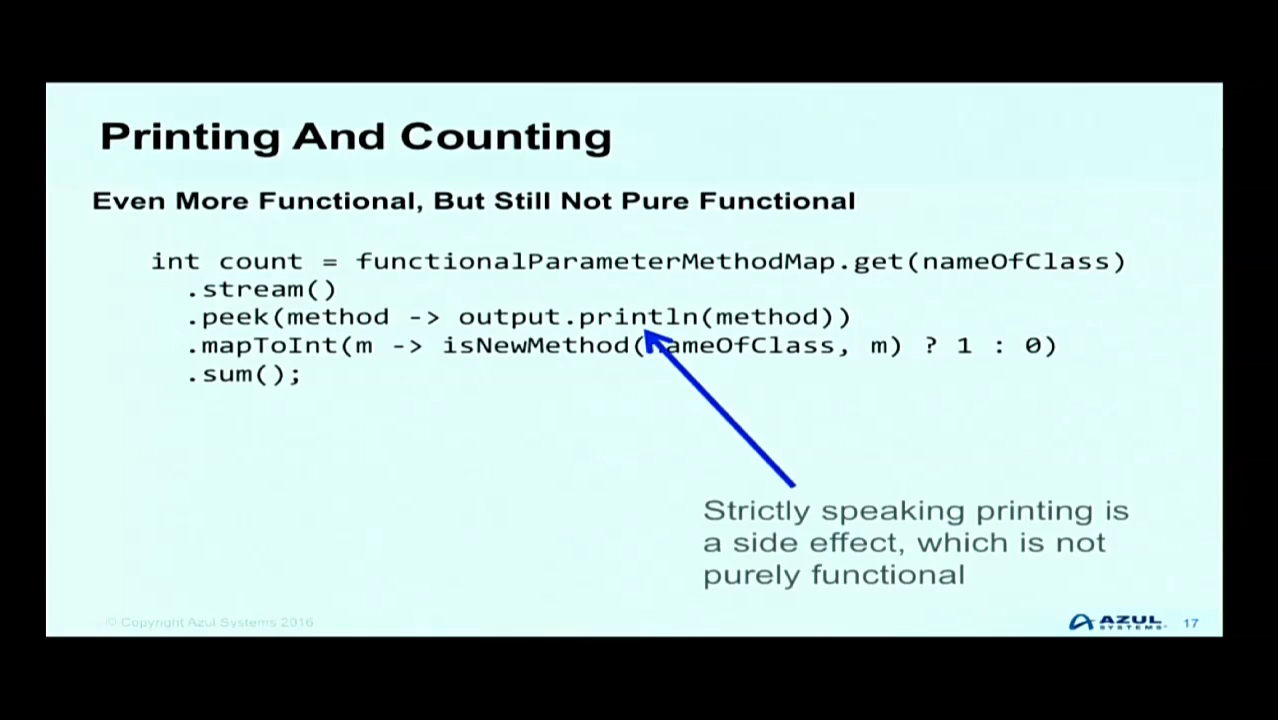 Printing And Counting
Even More Functional, But Still Not Pure Functional
int count = functionalParameterMethodMap.get(nameOfClass)
.stream()
.peek(method -> output.println(method))
.mapToInt(m -> isNewMethod(nameOfClass, m) ? 1 : 0)
.sum();
Strictly speaking printing is
a side effect, which is not
purely functional
© Copyright Azul Systems 2016
AZUL
SYSTEMS
17